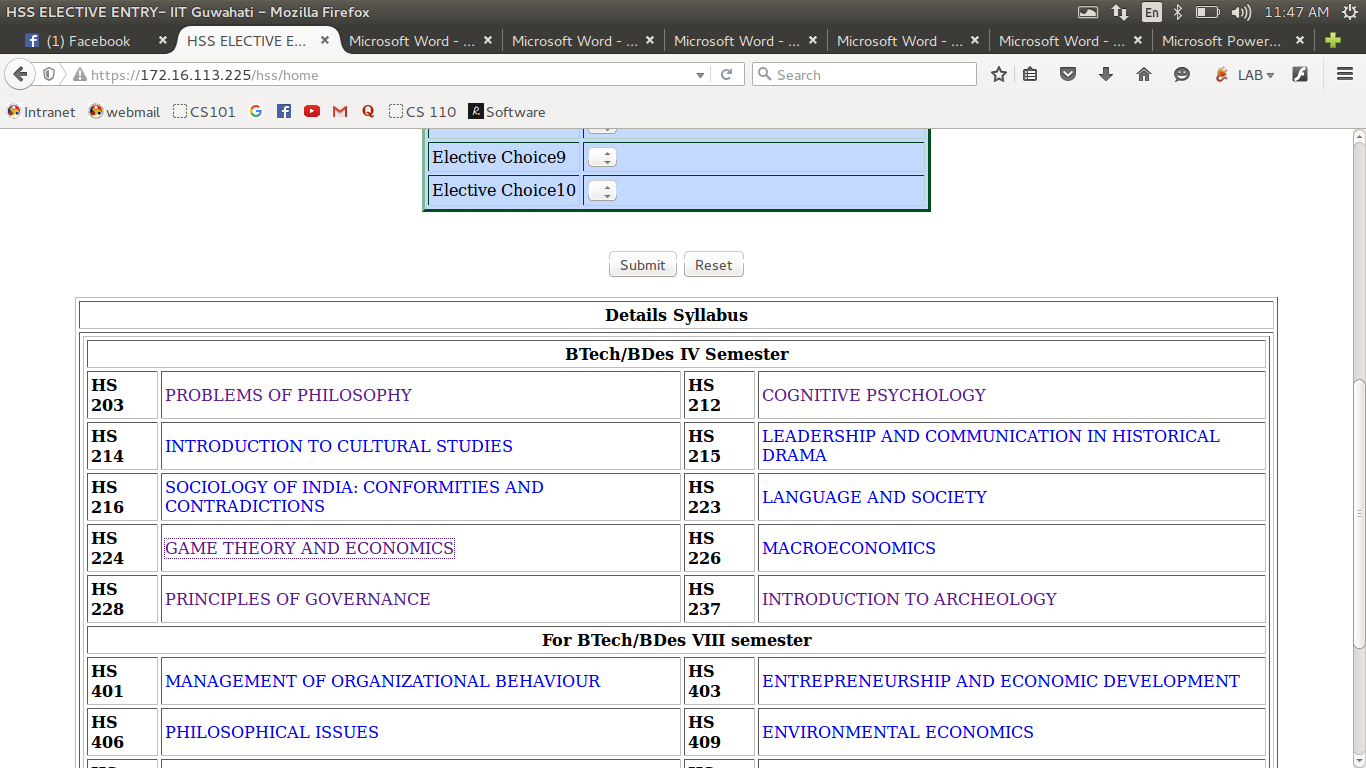 HSS ELECTIVE ENTRY– IIT Guwahati – Mozilla Firefox
En
11:47 AM
(1) Facebook
HSS ELECTIVE E...
Microsoft Word - ...
Microsoft Word - ...
Microsoft Word - ...
Microsoft Word - ...
Microsoft Word - ...
Microsoft Power...
https://172.16.113.225/hss/home
Search
LAB
Intranet
webmail
CS101
CS 110
Software
Elective Choice9
Elective Choice10
Submit
Reset
Details Syllabus
BTech/BDes IV Semester
HS
203
PROBLEMS OF PHILOSOPHY
HS
212
COGNITIVE PSYCHOLOGY
HS
214
INTRODUCTION TO CULTURAL STUDIES
HS
215
LEADERSHIP AND COMMUNICATION IN HISTORICAL
DRAMA
HS
216
SOCIOLOGY OF INDIA: CONFORMITIES AND
CONTRADICTIONS
HS
223
LANGUAGE AND SOCIETY
HS
224
GAME THEORY AND ECONOMICS
HS
226
MACROECONOMICS
HS
228
PRINCIPLES OF GOVERNANCE
HS
237
INTRODUCTION TO ARCHEOLOGY
For BTech/BDes VIII semester
HS
401
MANAGEMENT OF ORGANIZATIONAL BEHAVIOUR
HS
403
ENTREPRENEURSHIP AND ECONOMIC DEVELOPMENT
HS
406
PHILOSOPHICAL ISSUES
HS
409
ENVIRONMENTAL ECONOMICS